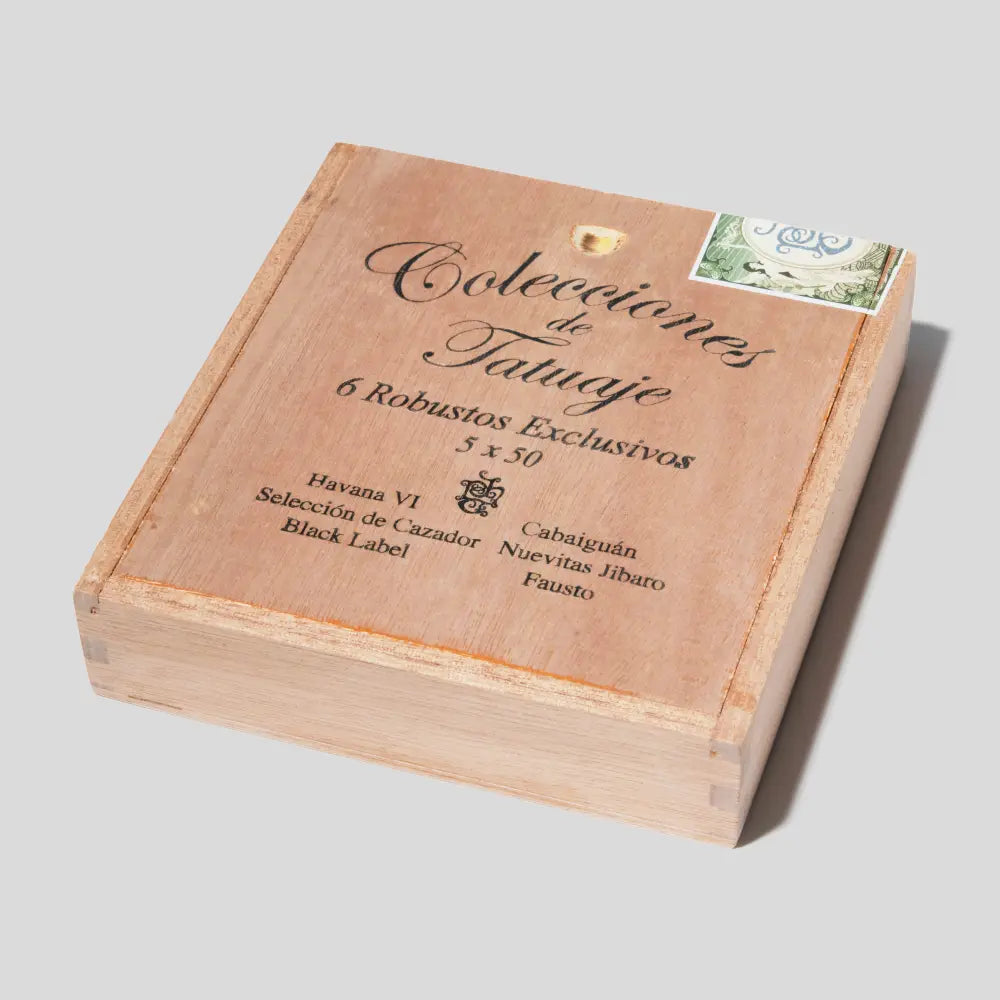 Colecciones
de
Tatuaje
6 Robustos Exclusivos
5 x 50
Havana VI
Selección de Cazador
Black Label
Cabaiguán
Nuevitas Jibaro
Fausto